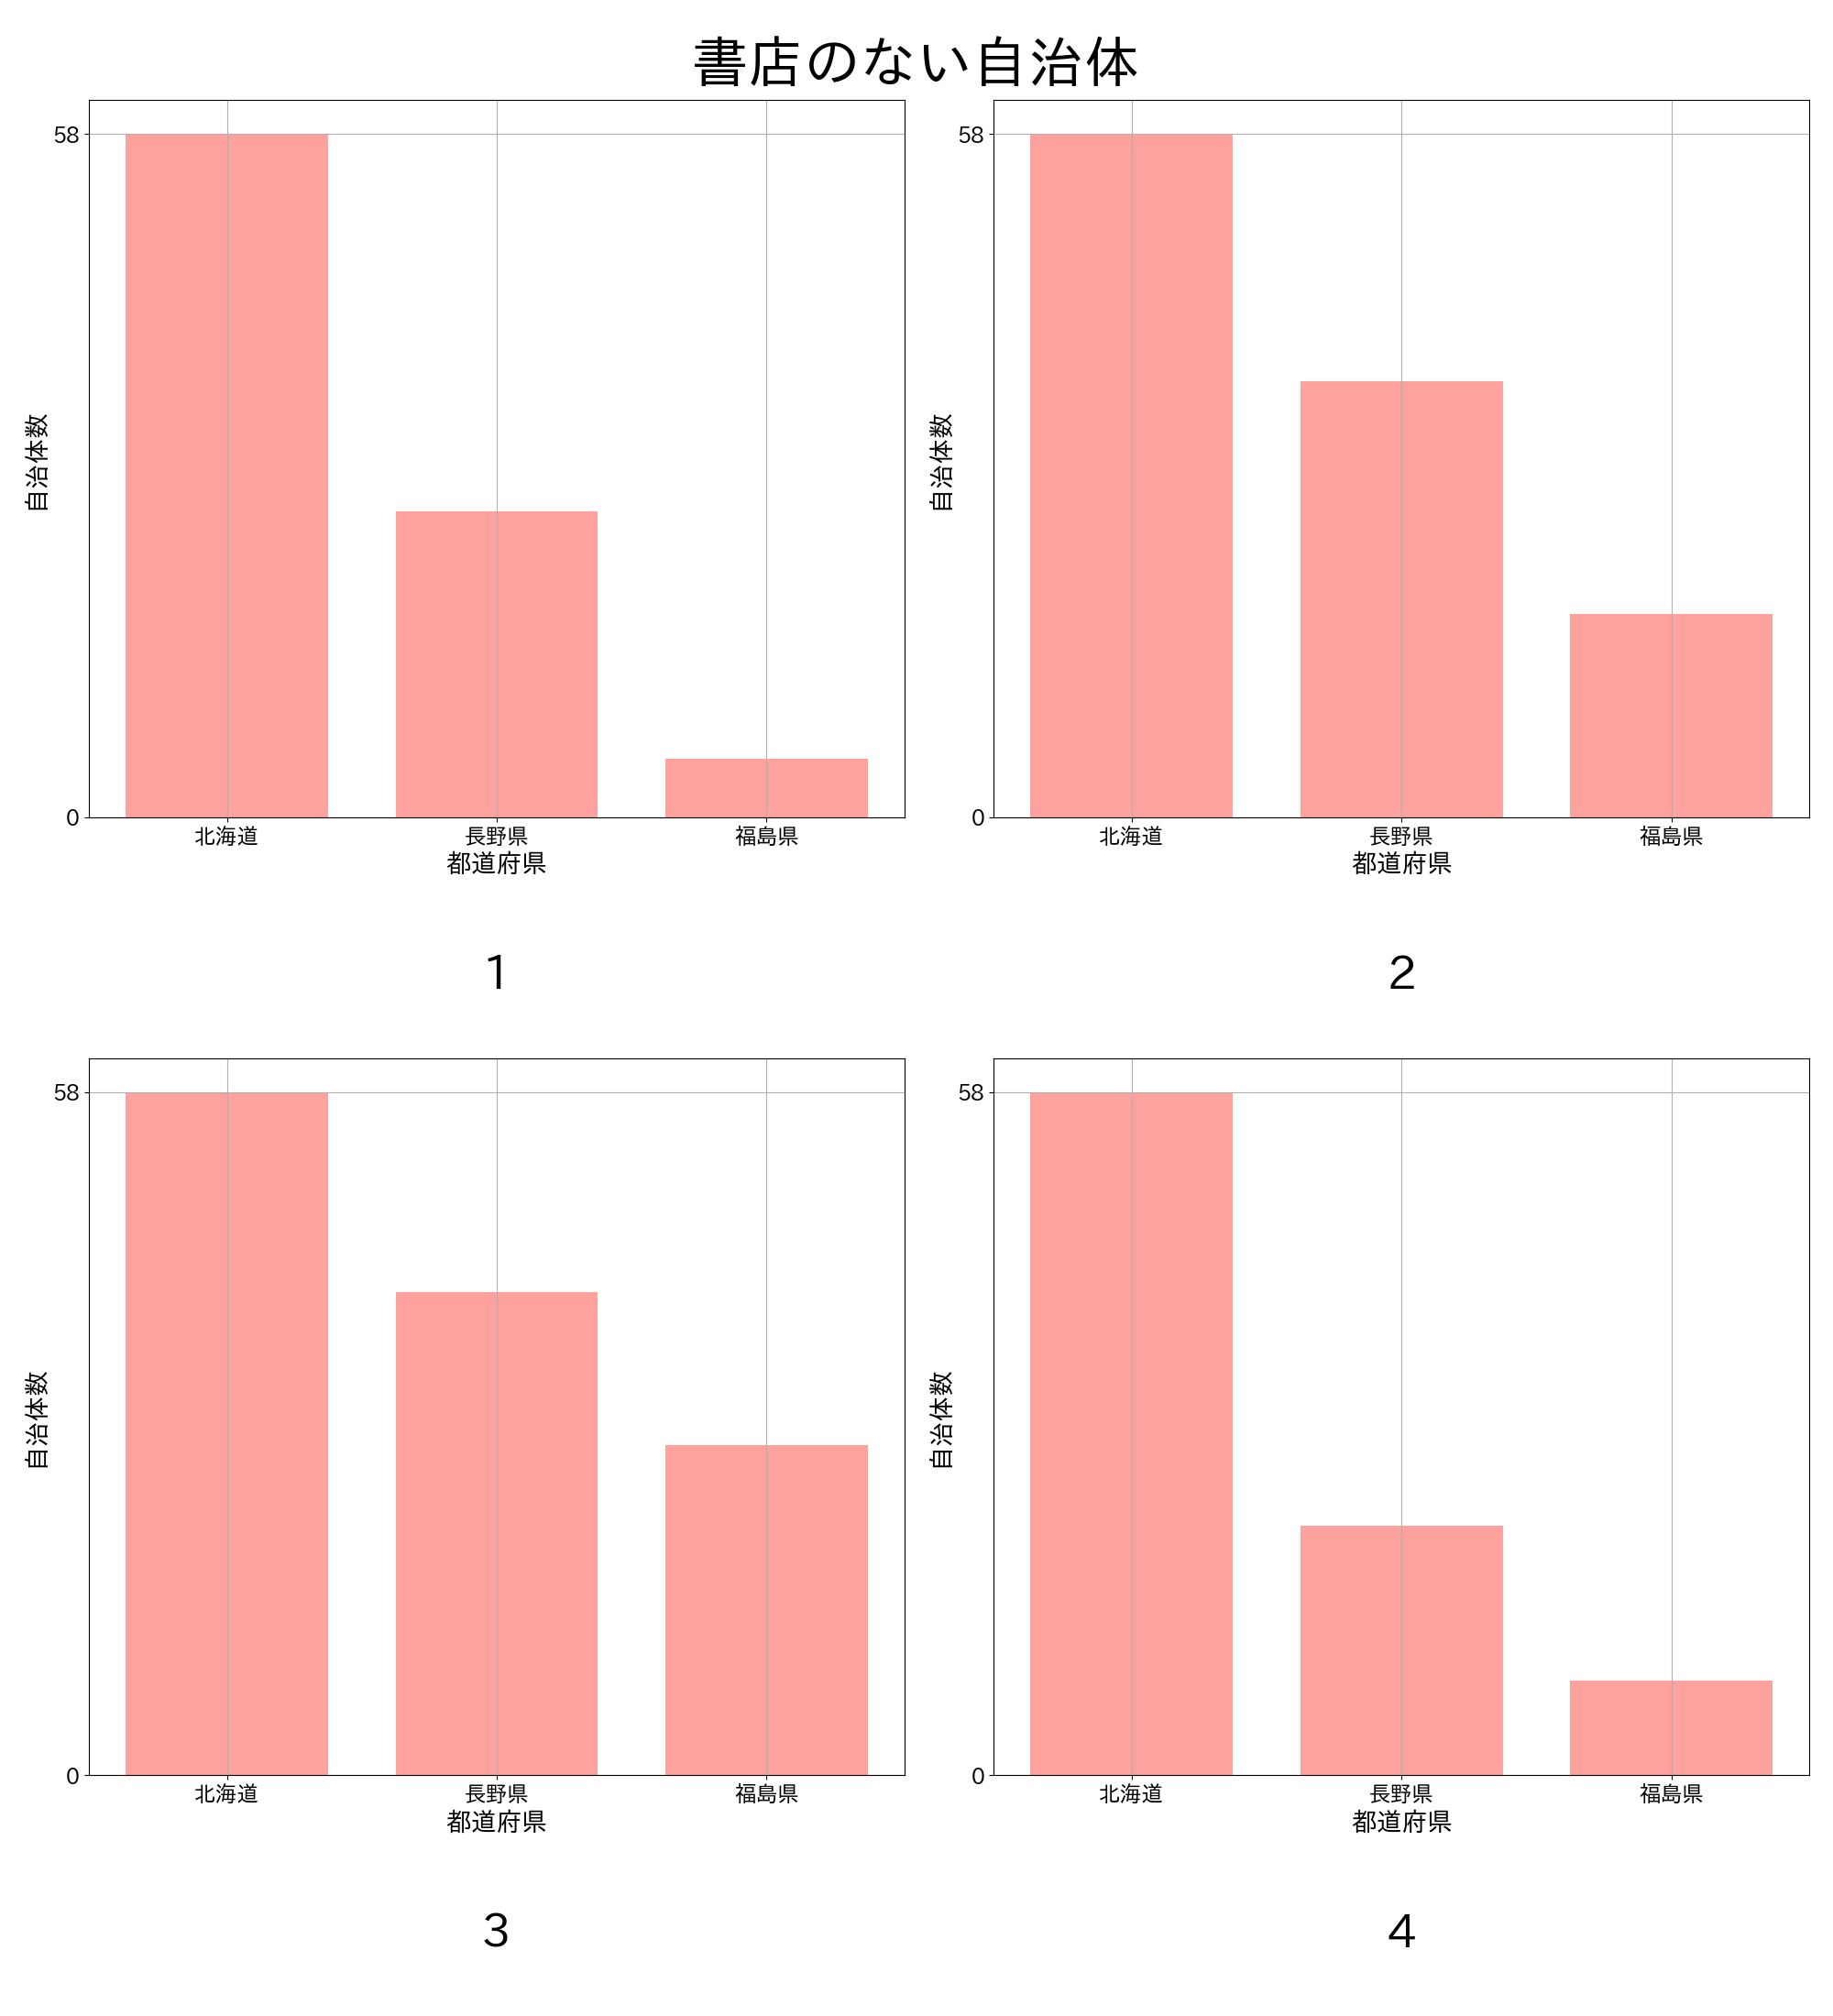 書店のない自治体
58
0
自治体数
北海道 長野県 福島県
都道府県
1
58
0
自治体数
北海道 長野県 福島県
都道府県
2
58
0
自治体数
北海道 長野県 福島県
都道府県
3
58
0
自治体数
北海道 長野県 福島県
都道府県
4